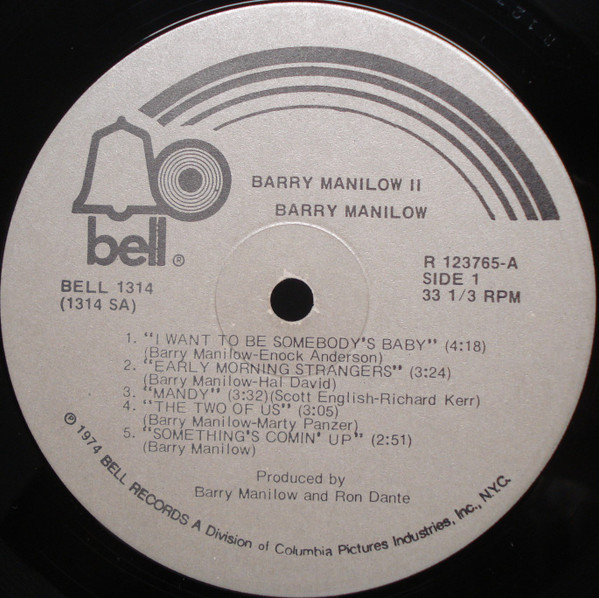 BARRY MANILOW II
BARRY MANILOW
bell®
BELL 1314
(1314 SA)
R 123765-A
SIDE 1
33 1/3 RPM
1. "I WANT TO BE SOMEBODY'S BABY" (4:18)
(Barry Manilow-Enock Anderson)
2. "EARLY MORNING STRANGERS" (3:24)
(Barry Manilow-Hal David)
3. "MANDY" (3:32)(Scott English-Richard Kerr)
4. "THE TWO OF US" (3:05)
(Barry Manilow-Marty Panzer)
5. "SOMETHING'S COMIN' UP" (2:51)
(Barry Manilow)
Produced by
Barry Manilow and Ron Dante
℗ 1974 BELL RECORDS A Division of Columbia Pictures Industries, Inc., N.Y.C.